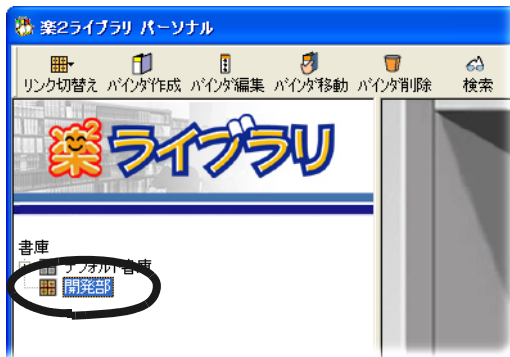 楽2ライブラリ パーソナル
リンク切替え バインダ作成 バインダ編集 バインダ移動 バインダ削除 検索
楽ライブラリ
書庫
デフォルト書庫
開発部